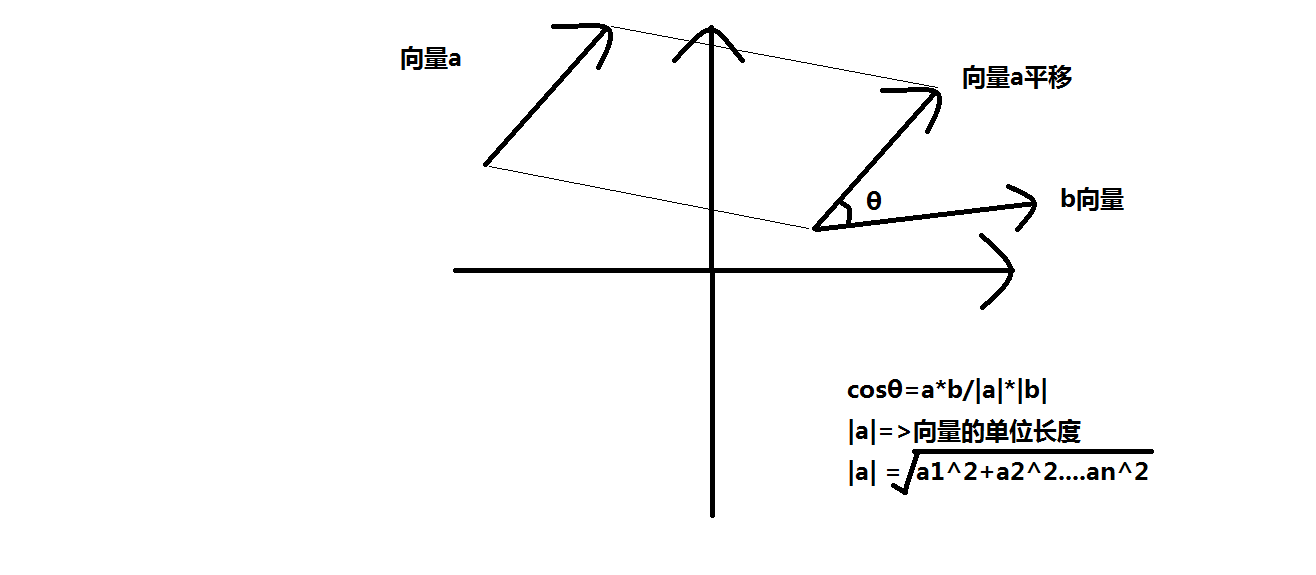 向量a
向量a平移
b向量
θ
cosθ=a*b/|a|*|b|
|a|=>向量的单位长度
|a| =√a1^2+a2^2....an^2